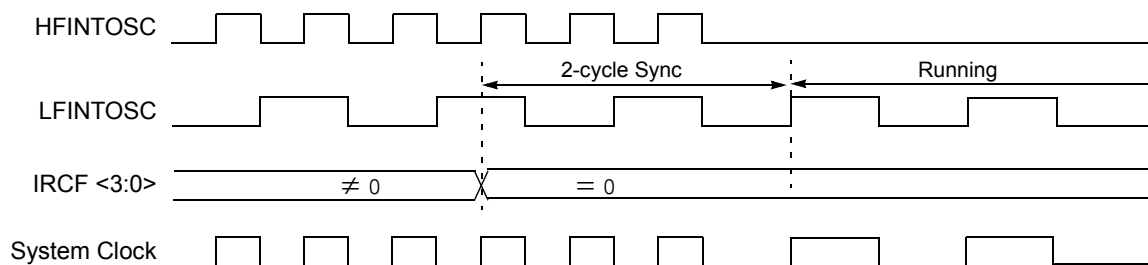 HFINTOSC
2-cycle Sync Running
LFINTOSC
IRCF <3:0> ≠ 0 = 0
System Clock